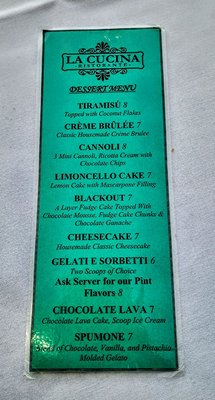 LA CUCINA
RISTORANTE
DESSERT MENU
TIRAMISÚ 8
Topped with Coconut Flakes
CRÈME BRÛLÉE 7
Classic Housemade Crème Brulee
CANNOLI 8
3 Mini Cannoli, Ricotta Cream with
Chocolate Chips
LIMONCELLO CAKE 7
Lemon Cake with Mascarpone Filling
BLACKOUT 7
A Layer Fudge Cake Topped With
Chocolate Mousse, Fudge Cake Chunks &
Chocolate Ganache
CHEESECAKE 7
Housemade Classic Cheesecake
GELATI E SORBETTI 6
Two Scoops of Choice
Ask Server for our Pint
Flavors 8
CHOCOLATE LAVA 7
Chocolate Lava Cake, Scoop Ice Cream
SPUMONE 7
of Chocolate, Vanilla, and Pistachio
Molded Gelato